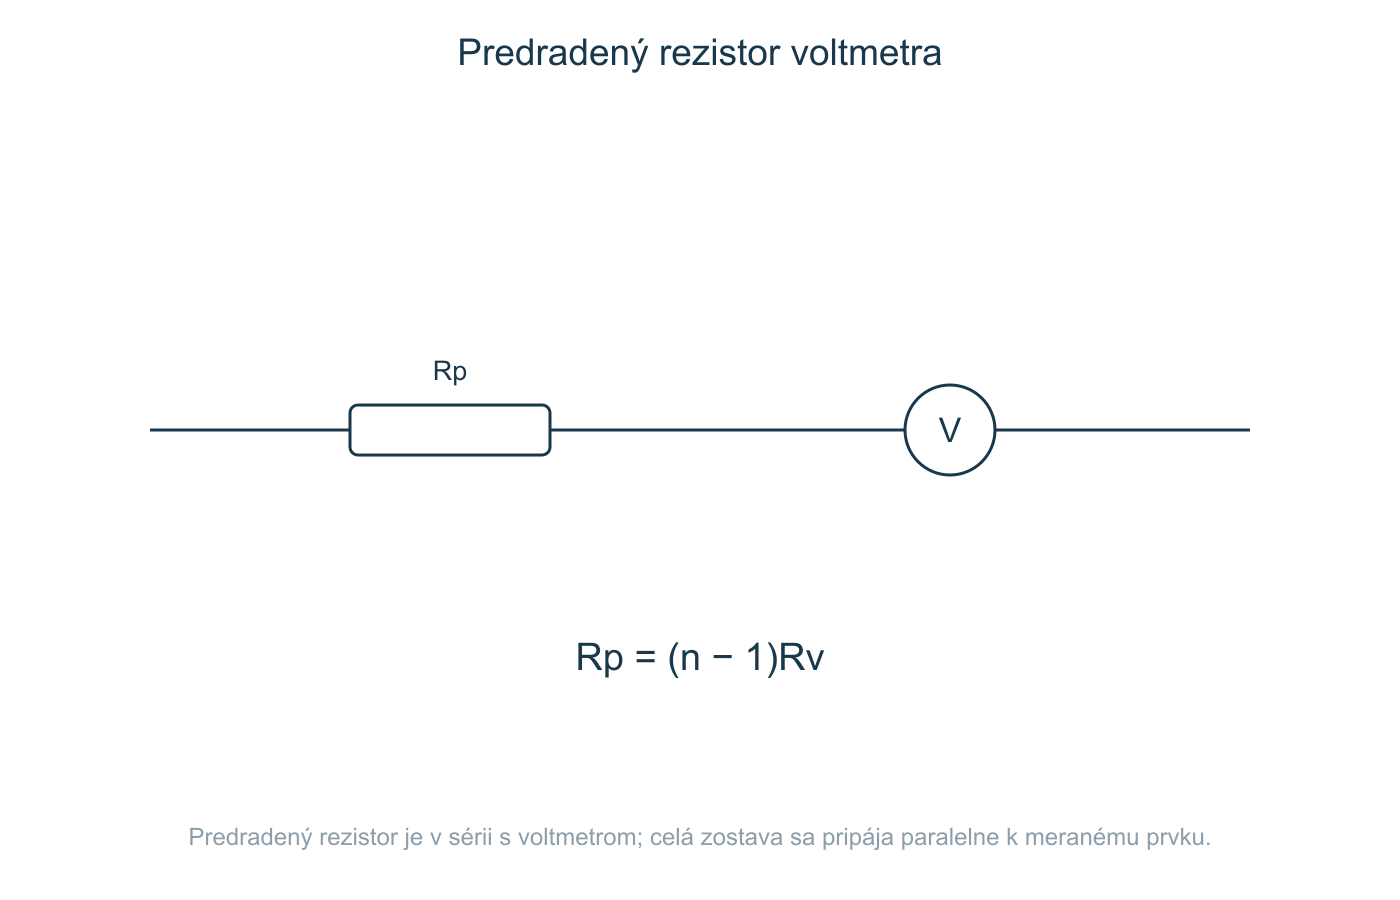 Predradený rezistor voltmetra
Rp
V
Rp = (n − 1)Rv
Predradený rezistor je v sérii s voltmetrom; celá zostava sa pripája paralelne k meranému prvku.